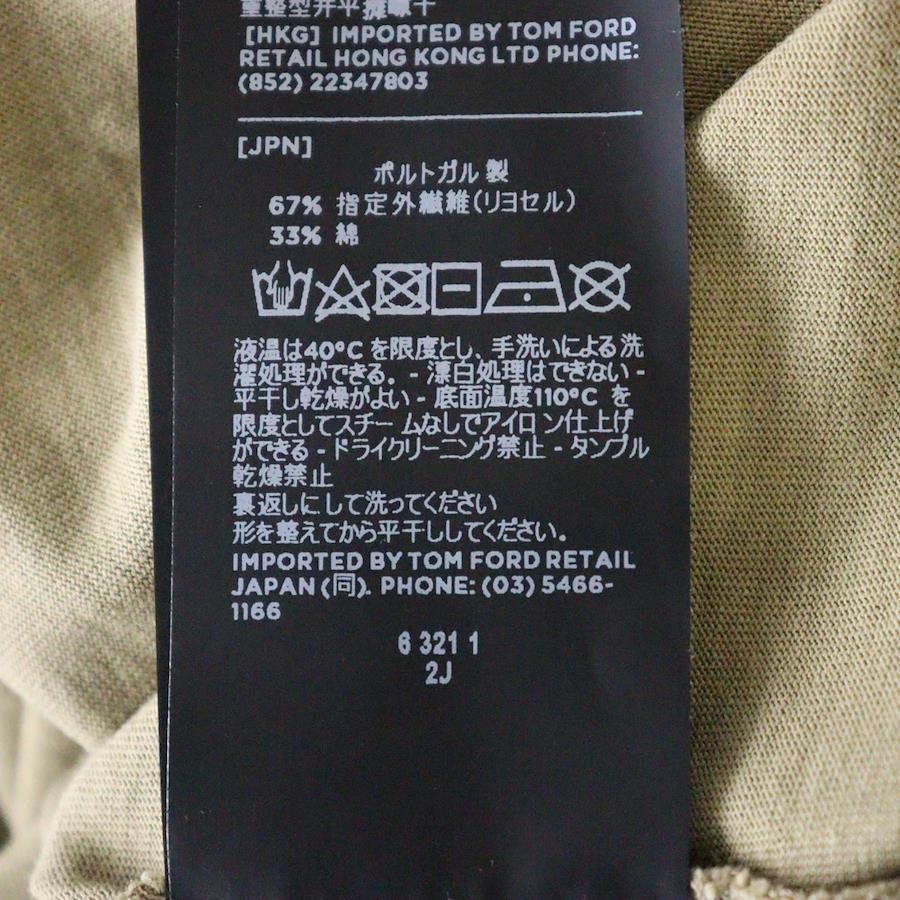 重整型并平攤晾干
[HKG] IMPORTED BY TOM FORD
RETAIL HONG KONG LTD PHONE:
(852) 22347803
[JPN]
ポルトガル 製
67% 指定外繊維(リヨセル)
33% 綿
液温は40°C を限度とし、手洗いによる 洗
濯処理ができる。 - 漂白処理はできない -
平干し乾燥がよい - 底面温度110°C を
限度としてスチームなしでアイロン仕上げ
ができる - ドライクリーニング禁止 - タンブル
乾燥禁止
裏返しにして洗ってください
形を整えてから平干ししてください。
IMPORTED BY TOM FORD RETAIL
JAPAN (同). PHONE: (03) 5466-
1166
6 321 1
2J